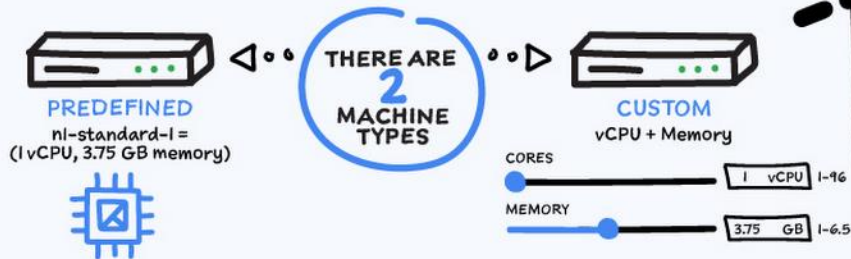 THERE ARE
2
MACHINE
TYPES
PREDEFINED
n1-standard-1 =
(1 vCPU, 3.75 GB memory)
CUSTOM
vCPU + Memory
CORES
1 vCPU 1-96
MEMORY
3.75 GB 1-6.5